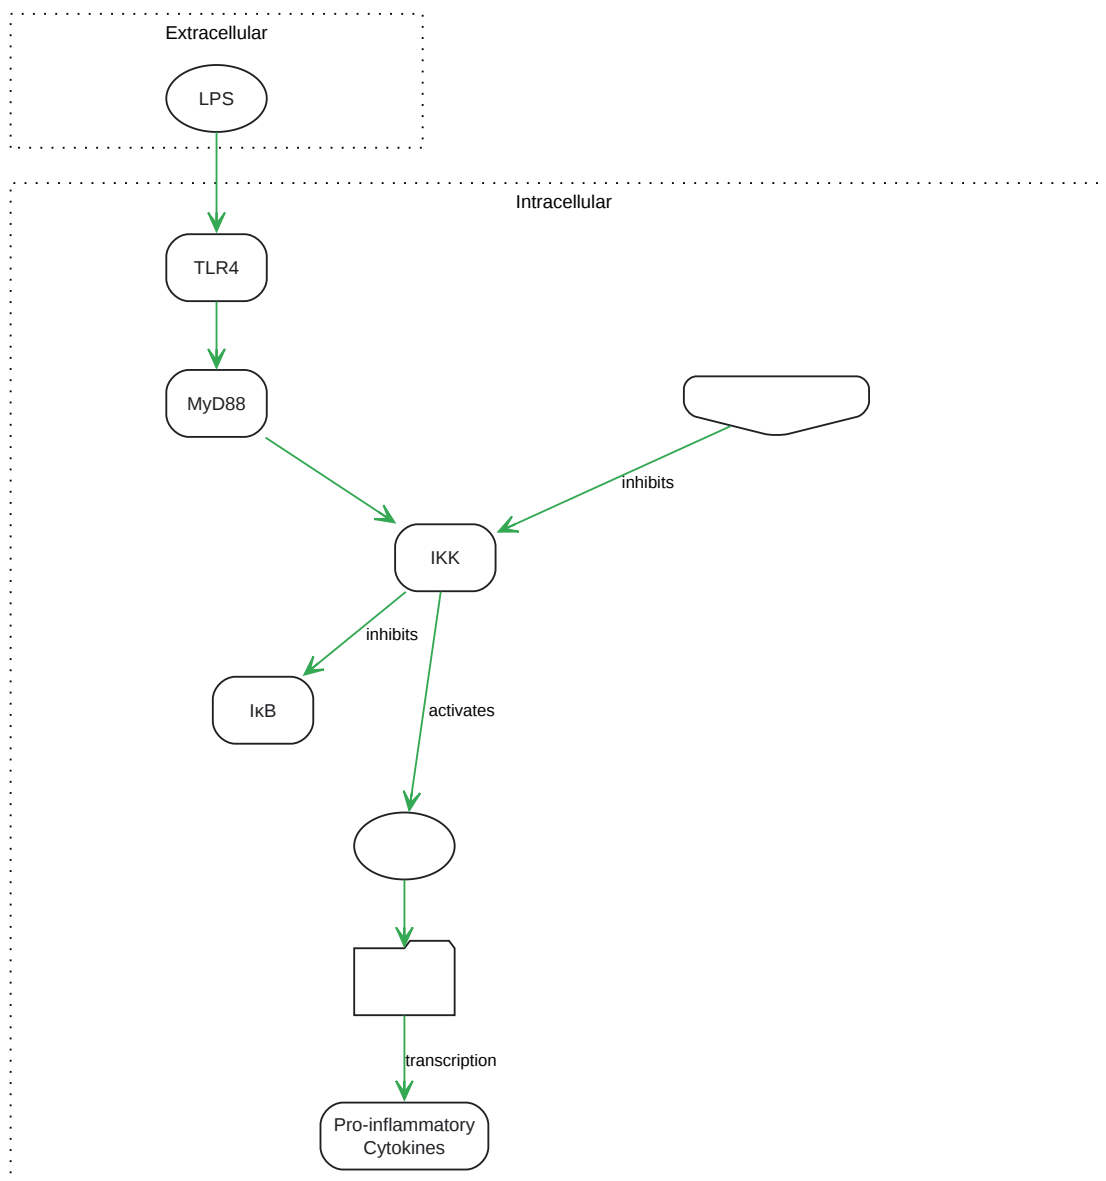 Extracellular
LPS
Intracellular
TLR4
MyD88
inhibits
IKK
inhibits
IκB
activates
transcription
Pro-inflammatory
Cytokines